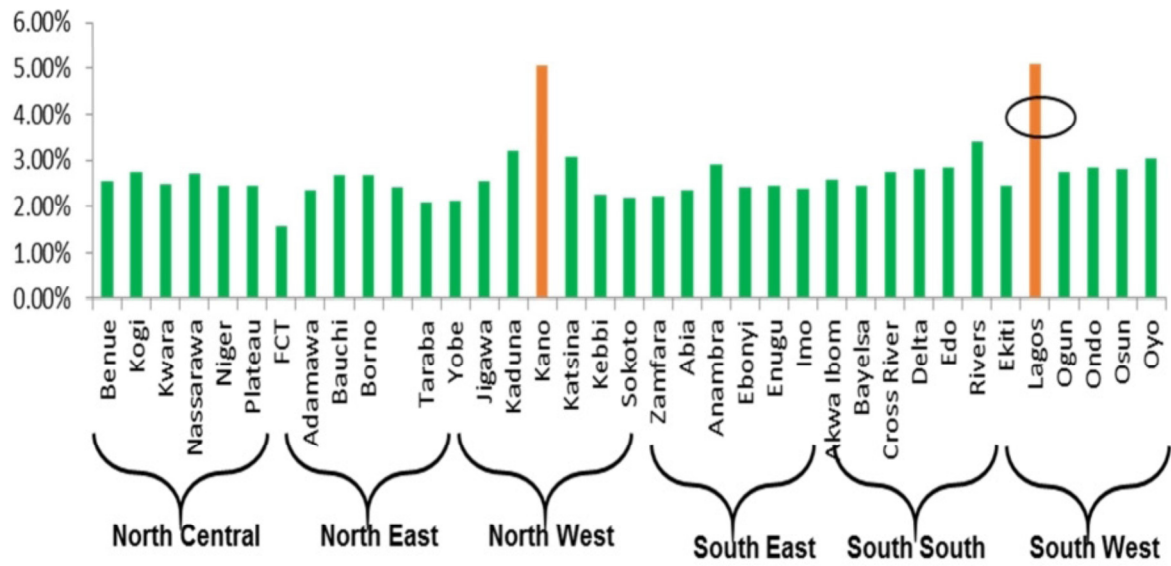 6.00%
5.00%
4.00%
3.00%
2.00%
1.00%
0.00%
Benue
Kogi
Kwara
Nassarawa
Niger
Plateau
FCT
Adamawa
Bauchi
Borno
Taraba
Yobe
Jigawa
Kaduna
Kano
Katsina
Kebbi
Sokoto
Zamfara
Abia
Anambra
Ebonyi
Enugu
Imo
Akwa Ibom
Bayelsa
Cross River
Delta
Edo
Rivers
Ekiti
Lagos
Ogun
Ondo
Osun
Oyo
North Central
North East
North West
South East
South South
South West